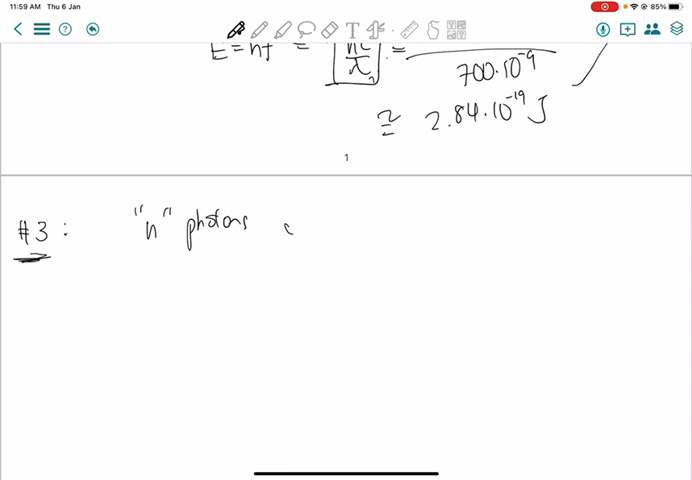 11:59 AM Thu 6 Jan
85%
E = hf = hc/λ =
700.10⁻⁹
≅ 2.84.10⁻¹⁹ J
1
#3 : "n" photons